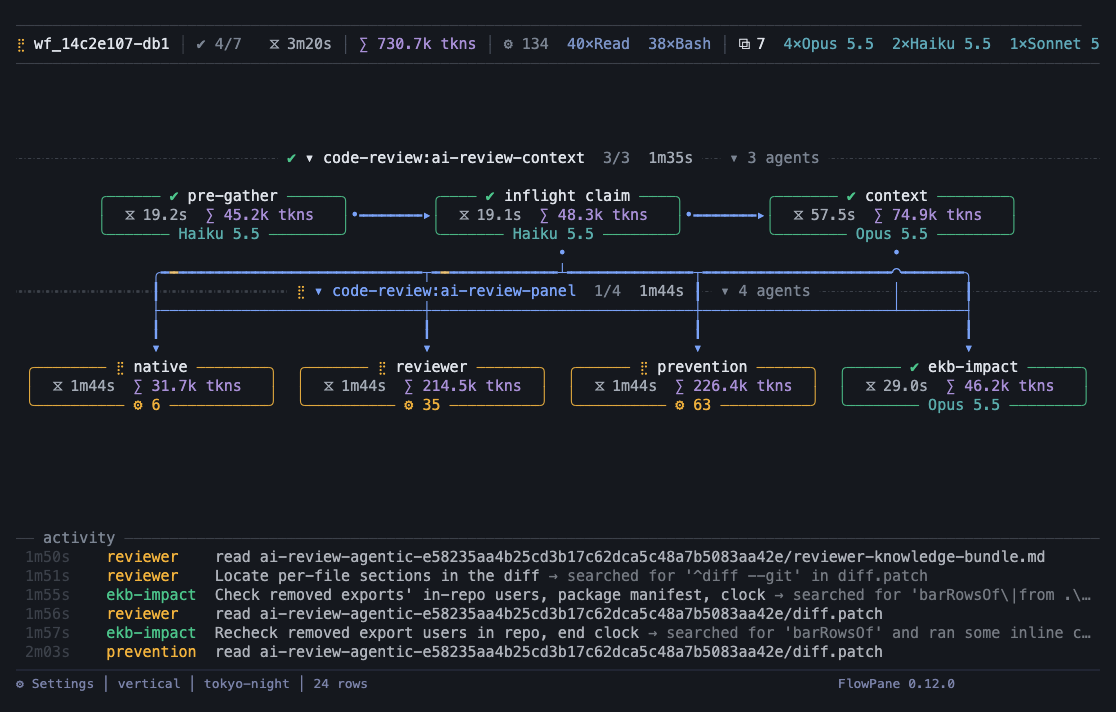 ⣟ wf_14c2e107-db1 │ ✔ 4/7 ⧖ 3m20s │ ∑ 730.7k tkns │ ⚙ 134 40×Read 38×Bash │ ⧉ 7 4×Opus 5.5 2×Haiku 5.5 1×Sonnet 5
✔ ▾ code-review:ai-review-context 3/3 1m35s ▾ 3 agents
✔ pre-gather ✔ inflight claim ✔ context
⧖ 19.2s ∑ 45.2k tkns ⧖ 19.1s ∑ 48.3k tkns ⧖ 57.5s ∑ 74.9k tkns
Haiku 5.5 Haiku 5.5 Opus 5.5
⣟ ▾ code-review:ai-review-panel 1/4 1m44s ▾ 4 agents
⣟ native ⣟ reviewer ⣟ prevention ✔ ekb-impact
⧖ 1m44s ∑ 31.7k tkns ⧖ 1m44s ∑ 214.5k tkns ⧖ 1m44s ∑ 226.4k tkns ⧖ 29.0s ∑ 46.2k tkns
⚙ 6 ⚙ 35 ⚙ 63 Opus 5.5
activity
1m50s reviewer read ai-review-agentic-e58235aa4b25cd3b17c62dca5c48a7b5083aa42e/reviewer-knowledge-bundle.md
1m51s reviewer Locate per-file sections in the diff → searched for '^diff --git' in diff.patch
1m55s ekb-impact Check removed exports' in-repo users, package manifest, clock → searched for 'barRowsOf\|from .\…
1m56s reviewer read ai-review-agentic-e58235aa4b25cd3b17c62dca5c48a7b5083aa42e/diff.patch
1m57s ekb-impact Recheck removed export users in repo, end clock → searched for 'barRowsOf' and ran some inline c…
2m03s prevention read ai-review-agentic-e58235aa4b25cd3b17c62dca5c48a7b5083aa42e/diff.patch
⚙ Settings │ vertical │ tokyo-night │ 24 rows FlowPane 0.12.0